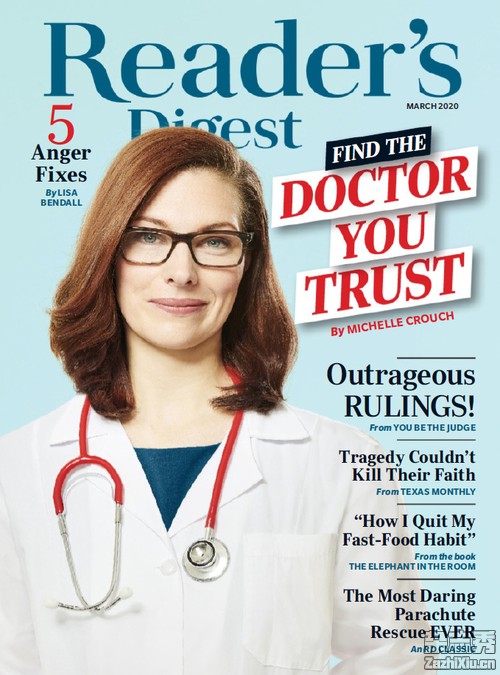 Reader's
Digest
MARCH 2020
5
Anger
Fixes
By LISA
BENDALL
FIND THE
DOCTOR
YOU
TRUST
By MICHELLE CROUCH
Outrageous
RULINGS!
From YOU BE THE JUDGE
Tragedy Couldn't
Kill Their Faith
From TEXAS MONTHLY
“How I Quit My
Fast-Food Habit”
From the book
THE ELEPHANT IN THE ROOM
The Most Daring
Parachute
Rescue EVER
An RD CLASSIC
ZaZhiXiu.cn